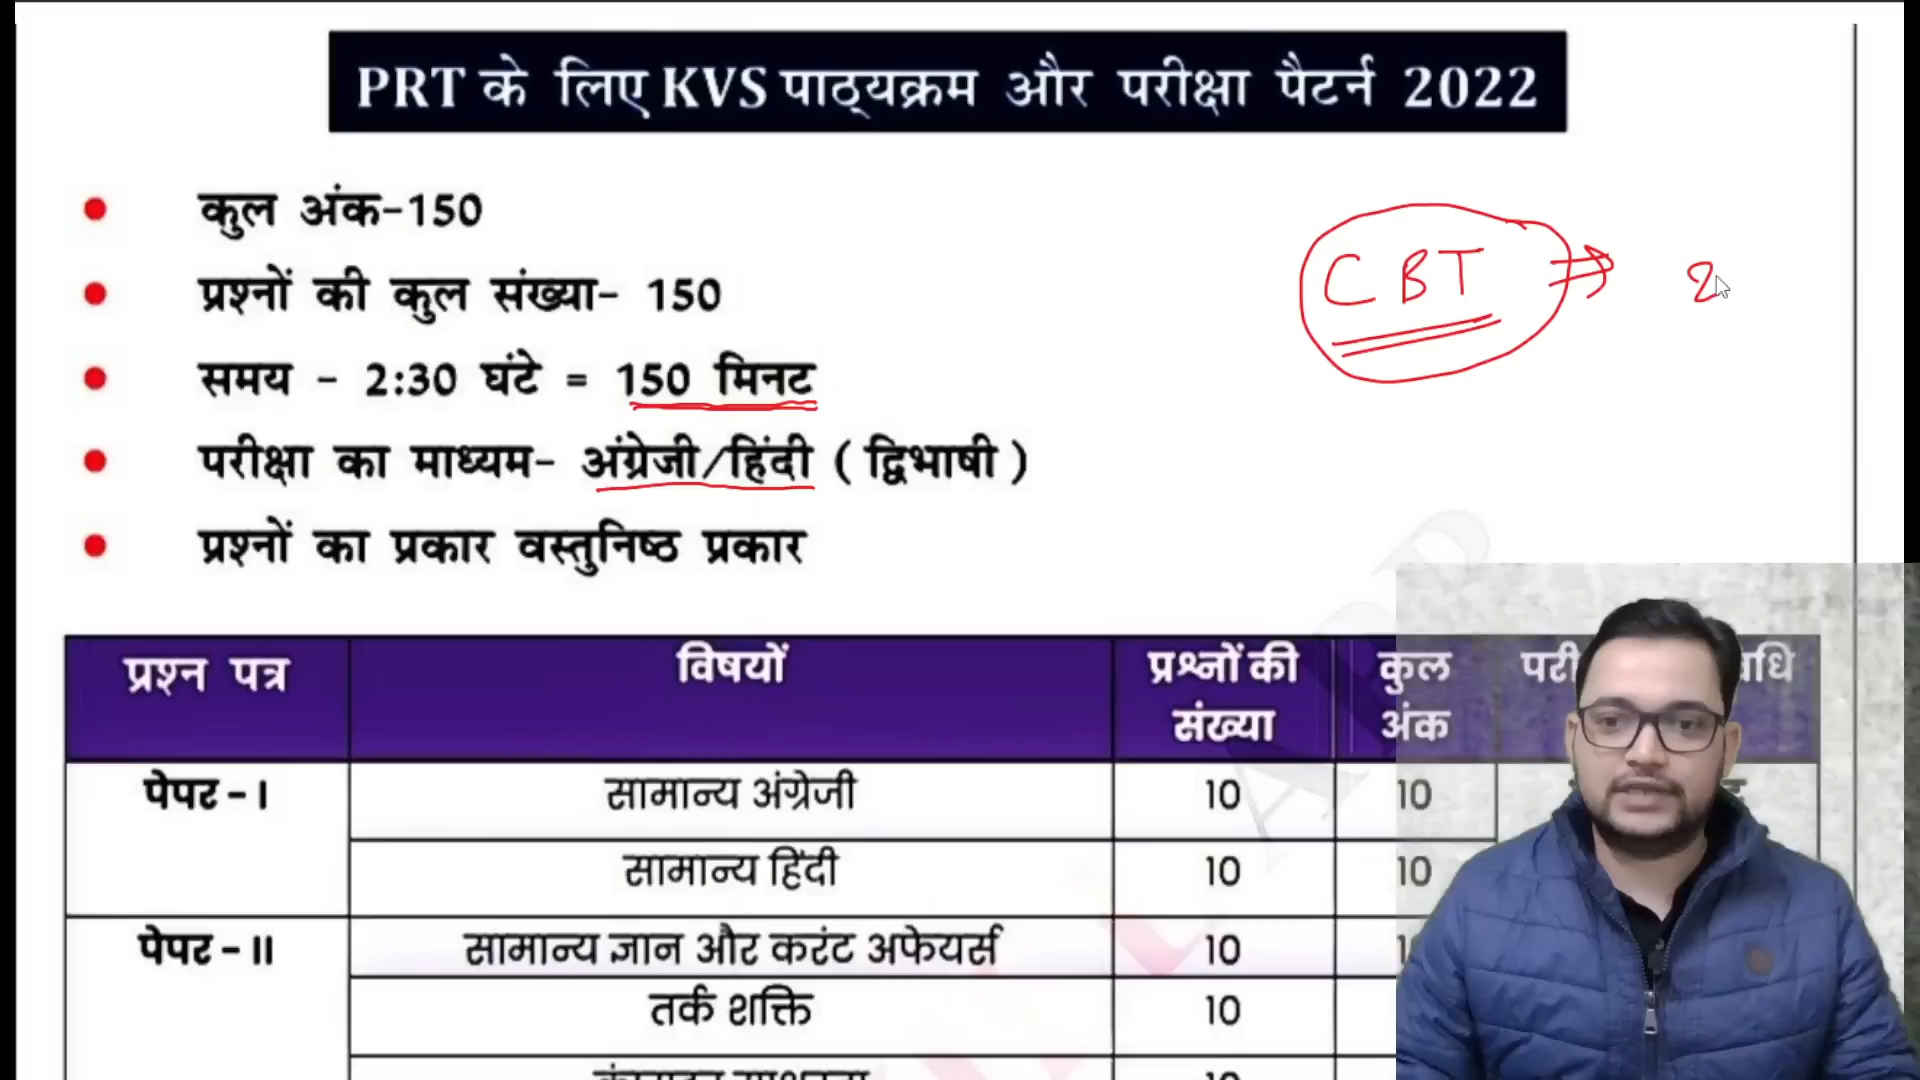 PRT के लिए KVS पाठ्यक्रम और परीक्षा पैटर्न 2022
कुल अंक-150
प्रश्नों की कुल संख्या- 150
CBT
2
समय - 2:30 घंटे = 150 मिनट
परीक्षा का माध्यम- अंग्रेजी/हिंदी ( द्विभाषी )
प्रश्नों का प्रकार वस्तुनिष्ठ प्रकार
प्रश्न पत्र विषयों प्रश्नों की संख्या कुल अंक
पेपर - I सामान्य अंग्रेजी 10 10
सामान्य हिंदी 10 10
पेपर - II सामान्य ज्ञान और करंट अफेयर्स 10
तर्क शक्ति 10
10